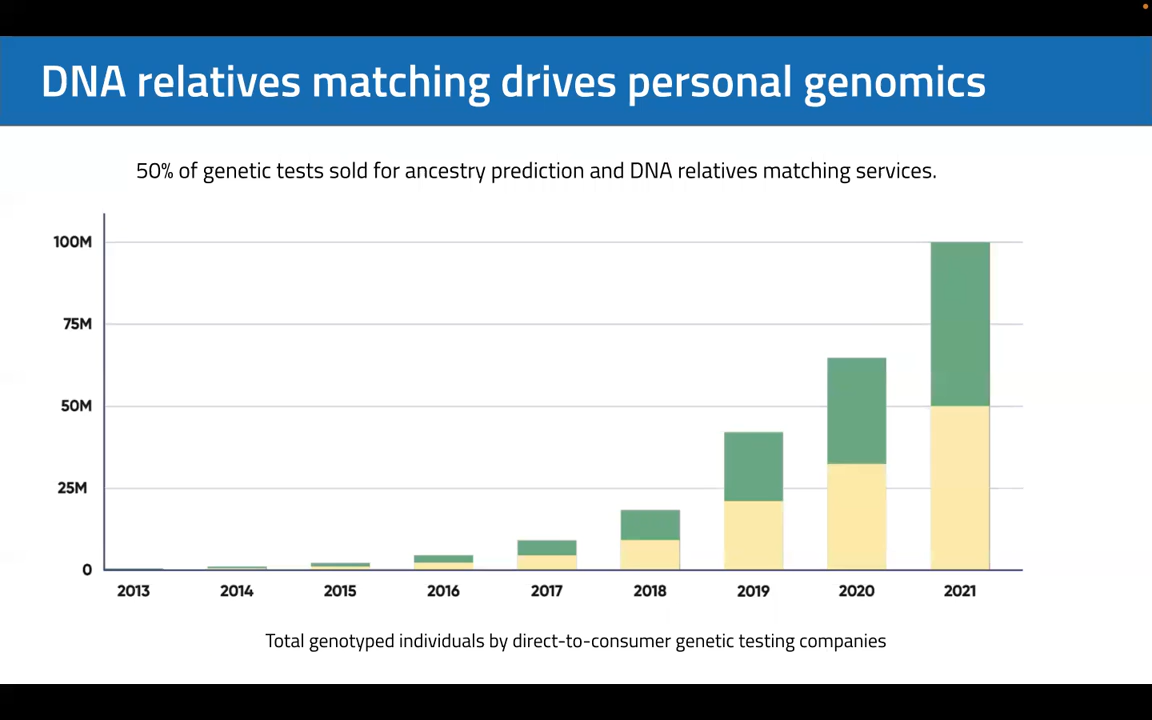 DNA relatives matching drives personal genomics
50% of genetic tests sold for ancestry prediction and DNA relatives matching services.
100M
75M
50M
25M
0
2013 2014 2015 2016 2017 2018 2019 2020 2021
Total genotyped individuals by direct-to-consumer genetic testing companies